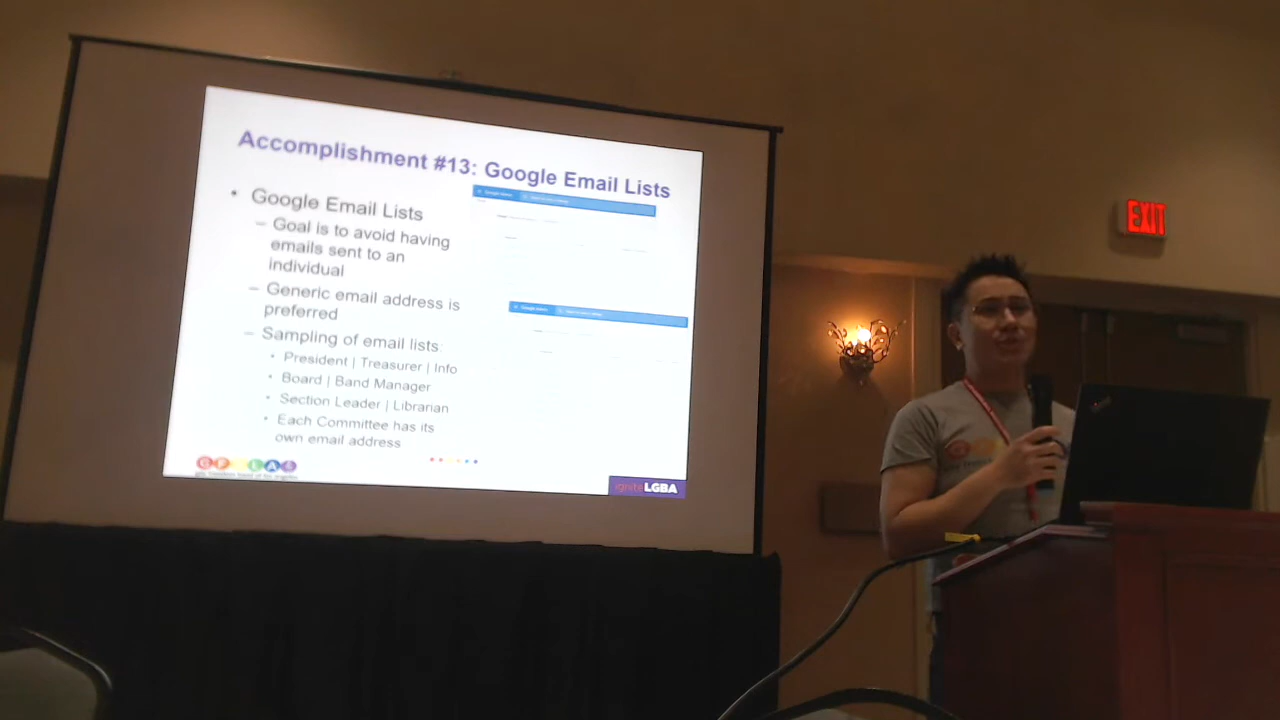 Accomplishment #13: Google Email Lists
• Google Email Lists
– Goal is to avoid having
emails sent to an
individual
– Generic email address is
preferred
– Sampling of email lists:
• President | Treasurer | Info
• Board | Band Manager
• Section Leader | Librarian
• Each Committee has its
own email address
igniteLGBA
EXIT